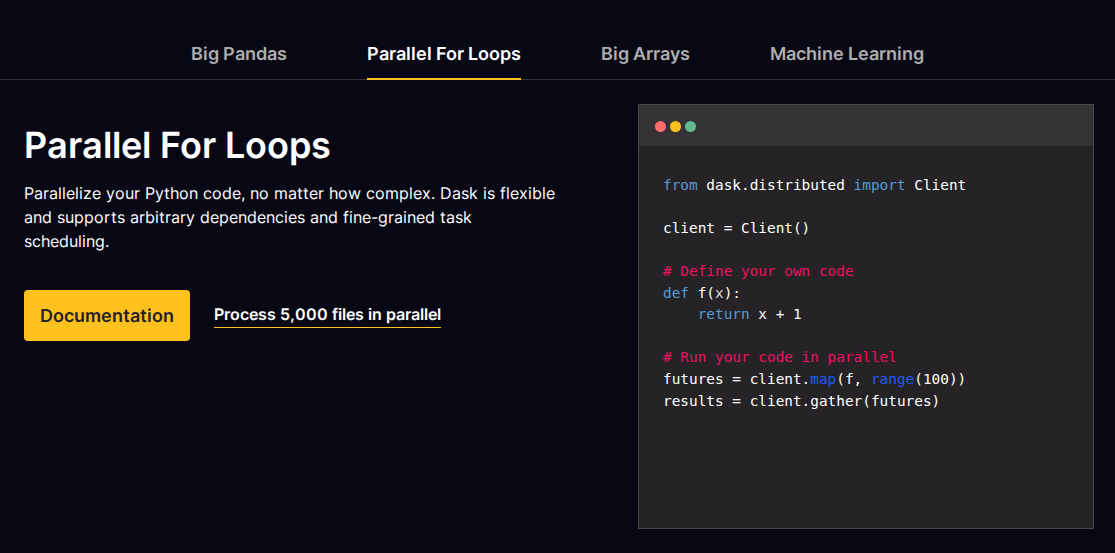 Big Pandas
Parallel For Loops
Big Arrays
Machine Learning
Parallel For Loops
Parallelize your Python code, no matter how complex. Dask is flexible
and supports arbitrary dependencies and fine-grained task
scheduling.
Documentation
Process 5,000 files in parallel
from dask.distributed import Client

client = Client()

# Define your own code
def f(x):
    return x + 1

# Run your code in parallel
futures = client.map(f, range(100))
results = client.gather(futures)